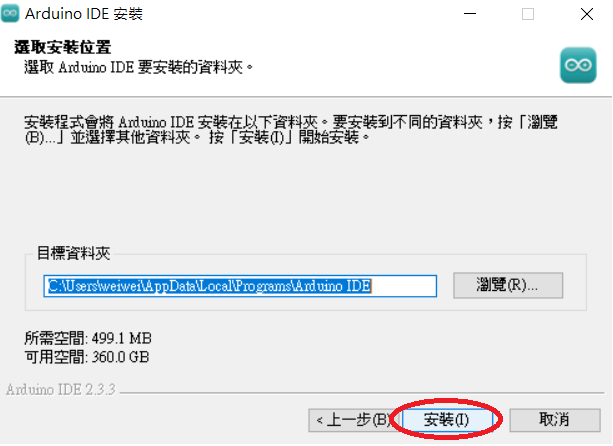 Arduino IDE 安裝
選取安裝位置
選取 Arduino IDE 要安裝的資料夾。
安裝程式會將 Arduino IDE 安裝在以下資料夾。要安裝到不同的資料夾，按「瀏覽
(B)...」並選擇其他資料夾。 按「安裝(I)」開始安裝。
目標資料夾
C:\Users\weiwei\AppData\Local\Programs\Arduino IDE
瀏覽(R)...
所需空間: 499.1 MB
可用空間: 360.0 GB
Arduino IDE 2.3.3
< 上一步(B)
安裝(I)
取消